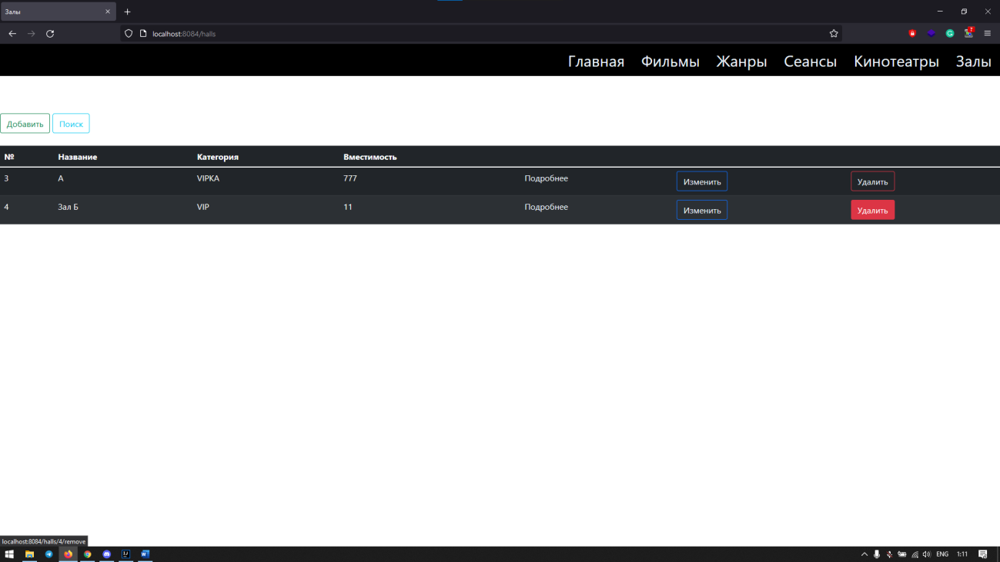 Залы
localhost:8084/halls
Главная Фильмы Жанры Сеансы Кинотеатры Залы
Добавить Поиск
№ Название Категория Вместимость
3 А VIPKA 777 Подробнее Изменить Удалить
4 Зал Б VIP 11 Подробнее Изменить Удалить
localhost:8084/halls/4/remove
ENG 1:11